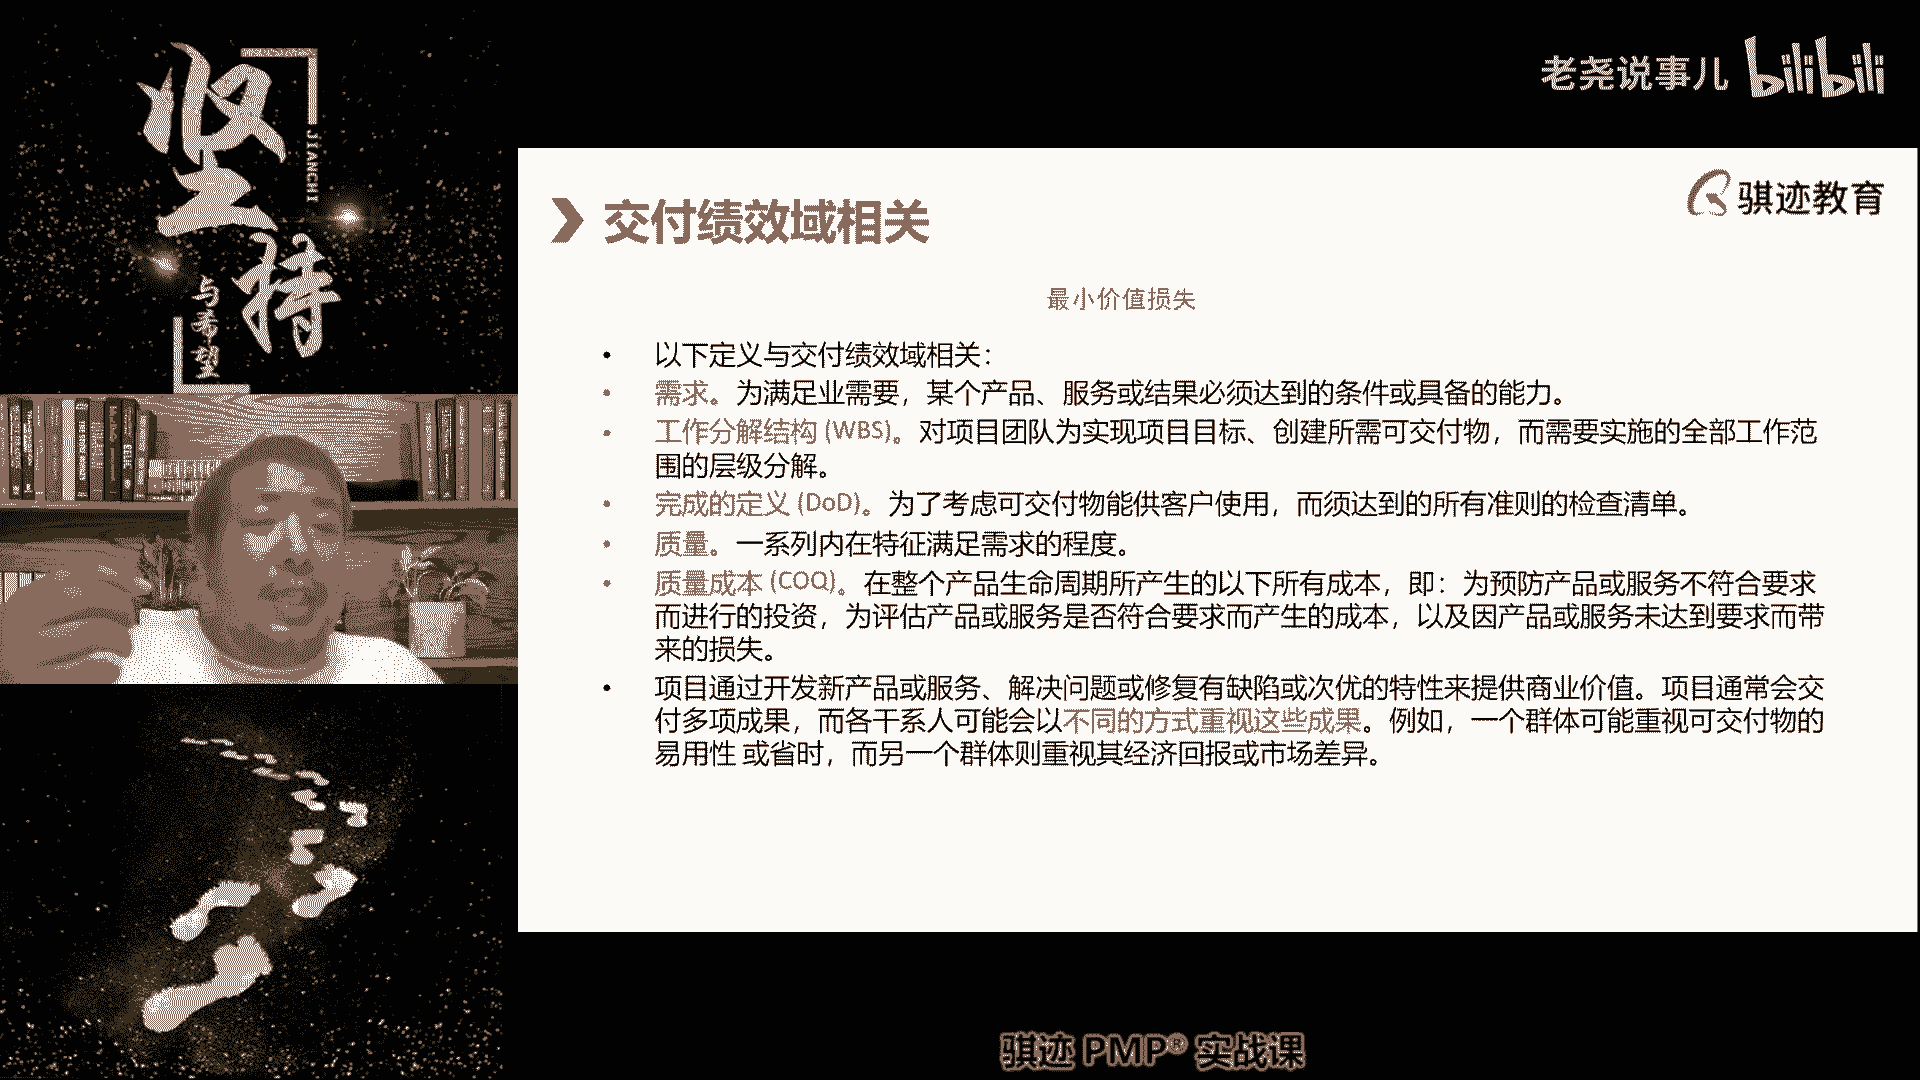 坚持
JIANCHI
与希望
老尧说事儿 bilibili
骐迹教育
交付绩效域相关
最小价值损失
• 以下定义与交付绩效域相关：
• 需求。为满足业需要，某个产品、服务或结果必须达到的条件或具备的能力。
• 工作分解结构 (WBS)。对项目团队为实现项目目标、创建所需可交付物，而需要实施的全部工作范
围的层级分解。
• 完成的定义 (DoD)。为了考虑可交付物能供客户使用，而须达到的所有准则的检查清单。
• 质量。一系列内在特征满足需求的程度。
• 质量成本 (COQ)。在整个产品生命周期所产生的以下所有成本，即：为预防产品或服务不符合要求
而进行的投资，为评估产品或服务是否符合要求而产生的成本，以及因产品或服务未达到要求而带
来的损失。
• 项目通过开发新产品或服务、解决问题或修复有缺陷或次优的特性来提供商业价值。项目通常会交
付多项成果，而各干系人可能会以不同的方式重视这些成果。例如，一个群体可能重视可交付物的
易用性 或省时，而另一个群体则重视其经济回报或市场差异。
骐迹 PMP® 实战课